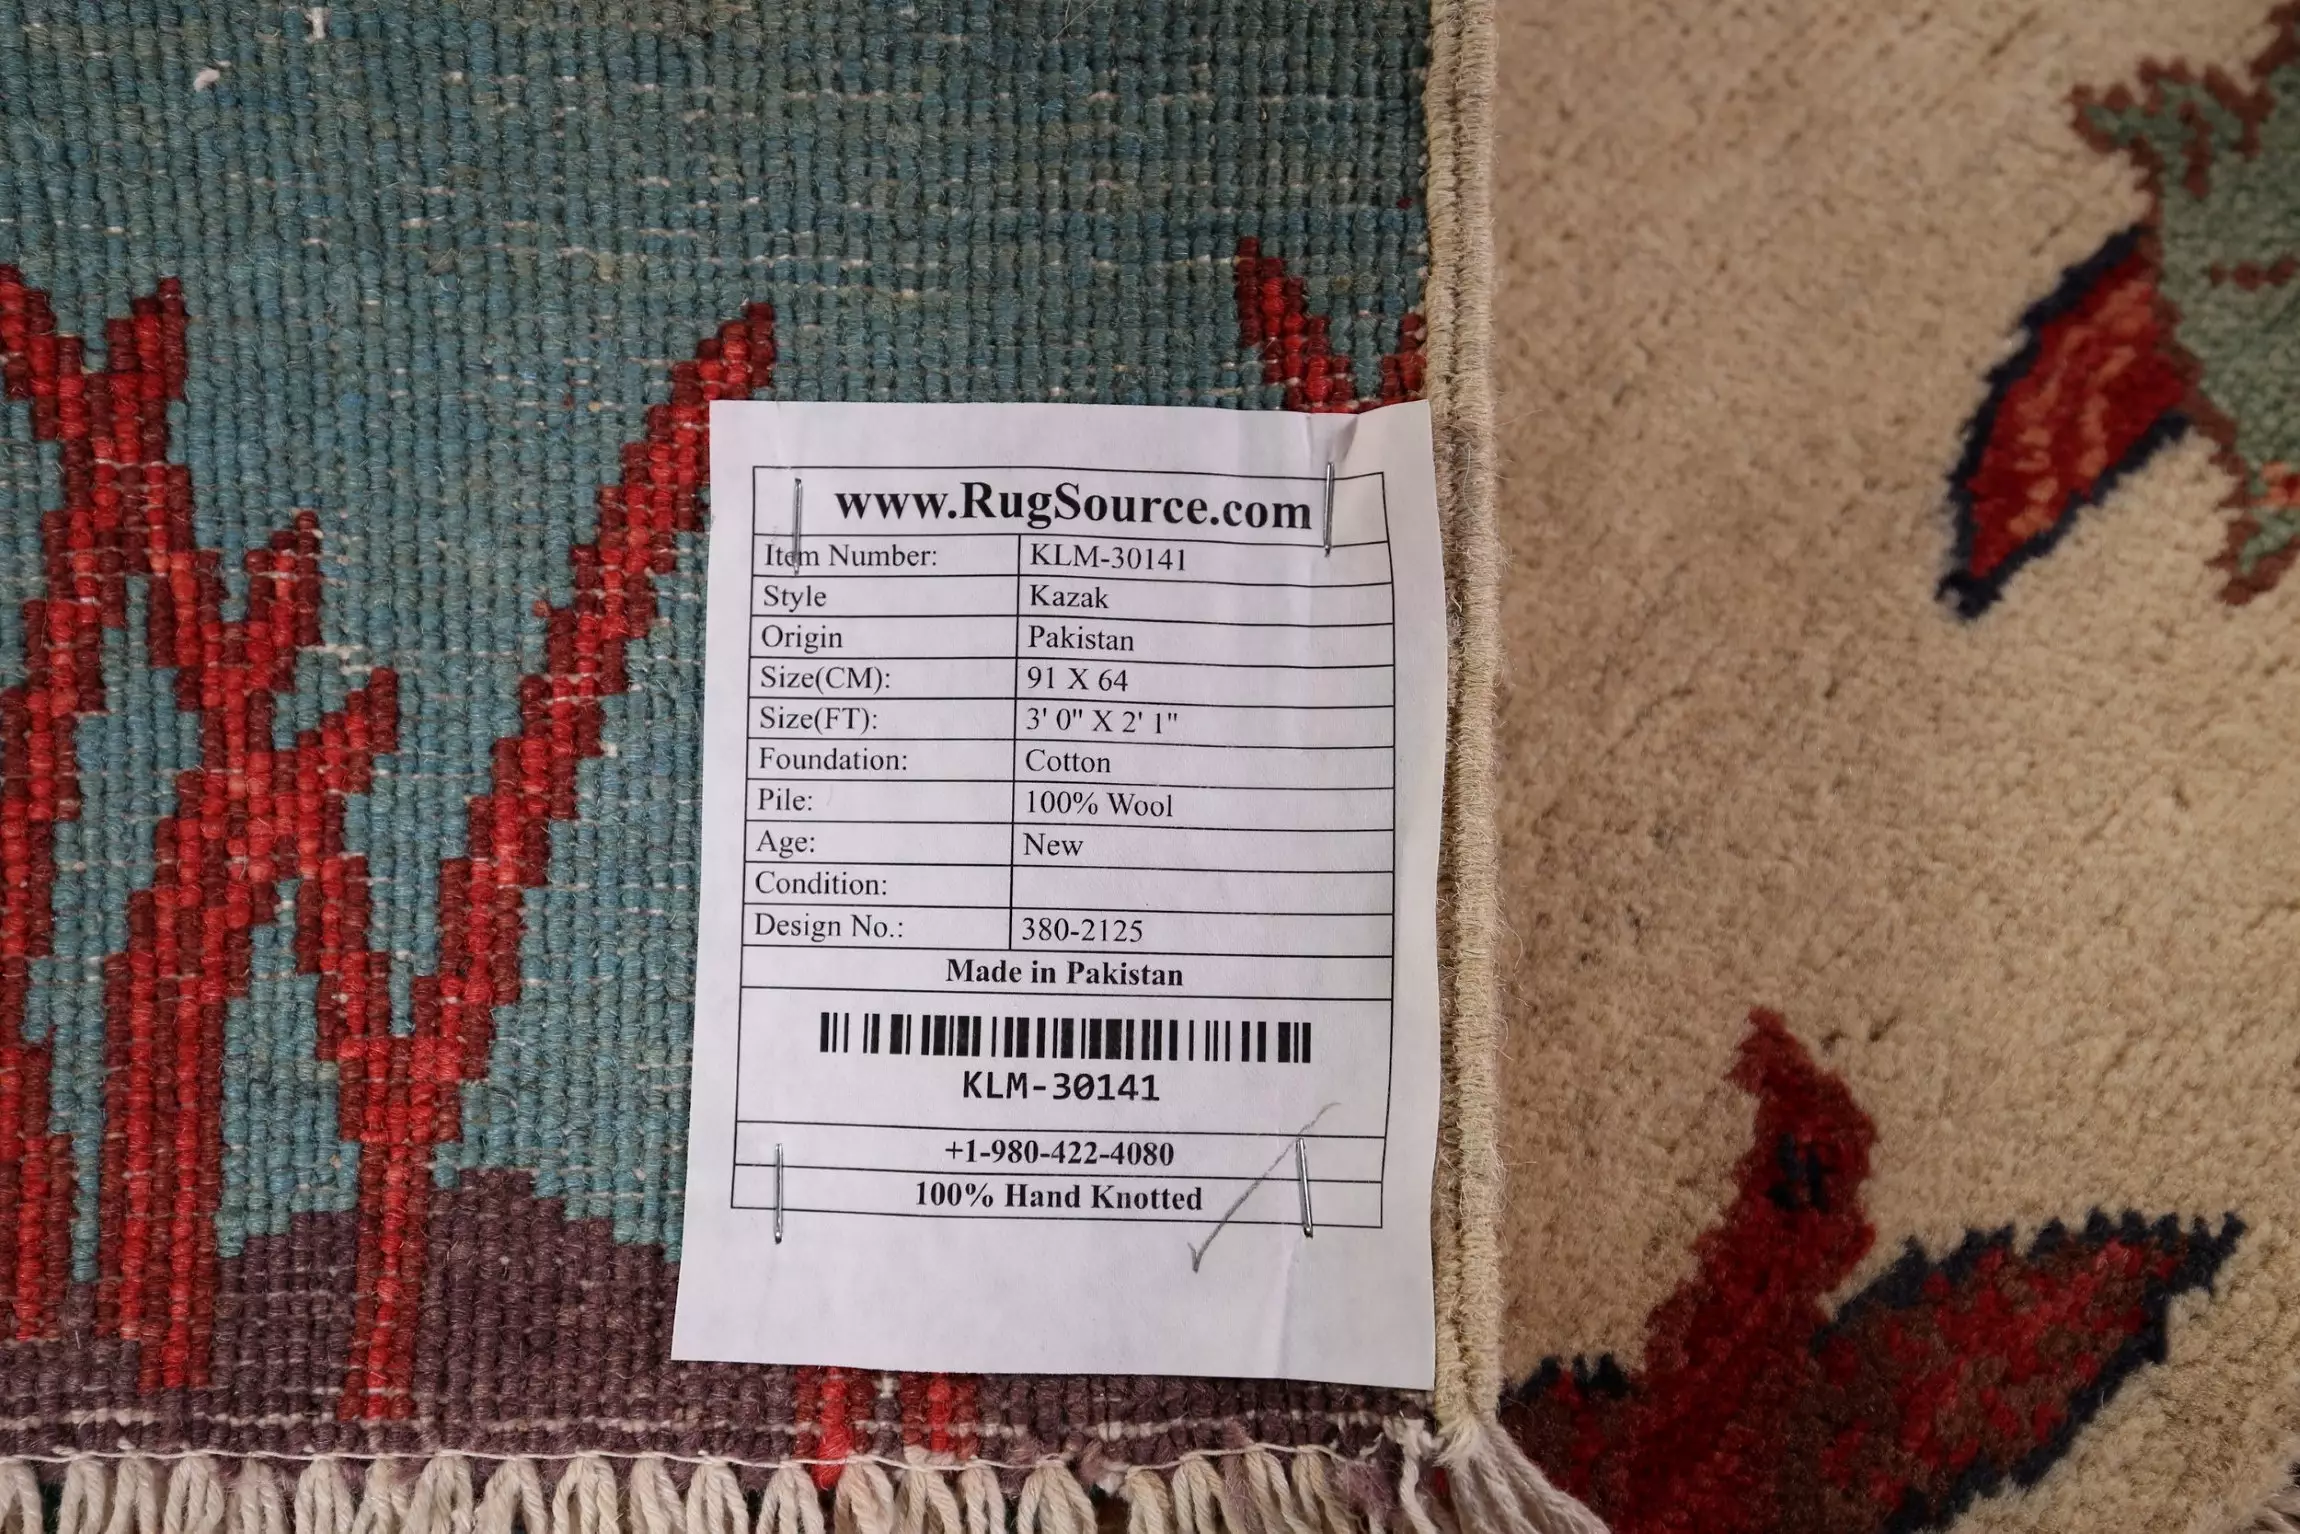 www.RugSource.com
Item Number: KLM-30141
Style Kazak
Origin Pakistan
Size(CM): 91 X 64
Size(FT): 3' 0" X 2' 1"
Foundation: Cotton
Pile: 100% Wool
Age: New
Condition:
Design No.: 380-2125
Made in Pakistan
KLM-30141
+1-980-422-4080
100% Hand Knotted